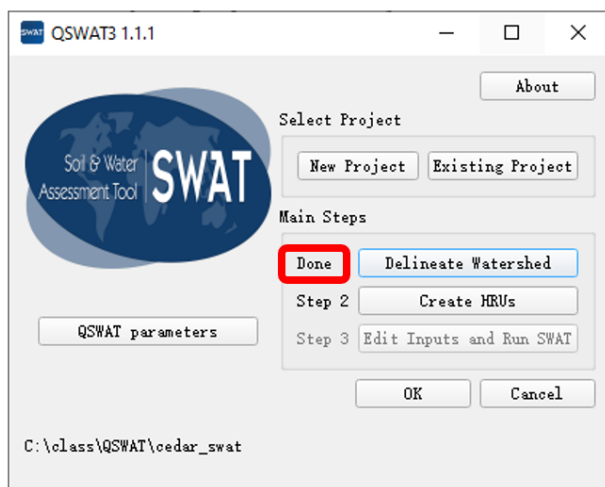 SWAT QSWAT3 1.1.1
About
Select Project
Soil & Water
Assessment Tool
SWAT
New Project Existing Project
Main Steps
Done Delineate Watershed
Step 2 Create HRUs
QSWAT parameters
Step 3 Edit Inputs and Run SWAT
OK Cancel
C:\class\QSWAT\cedar_swat